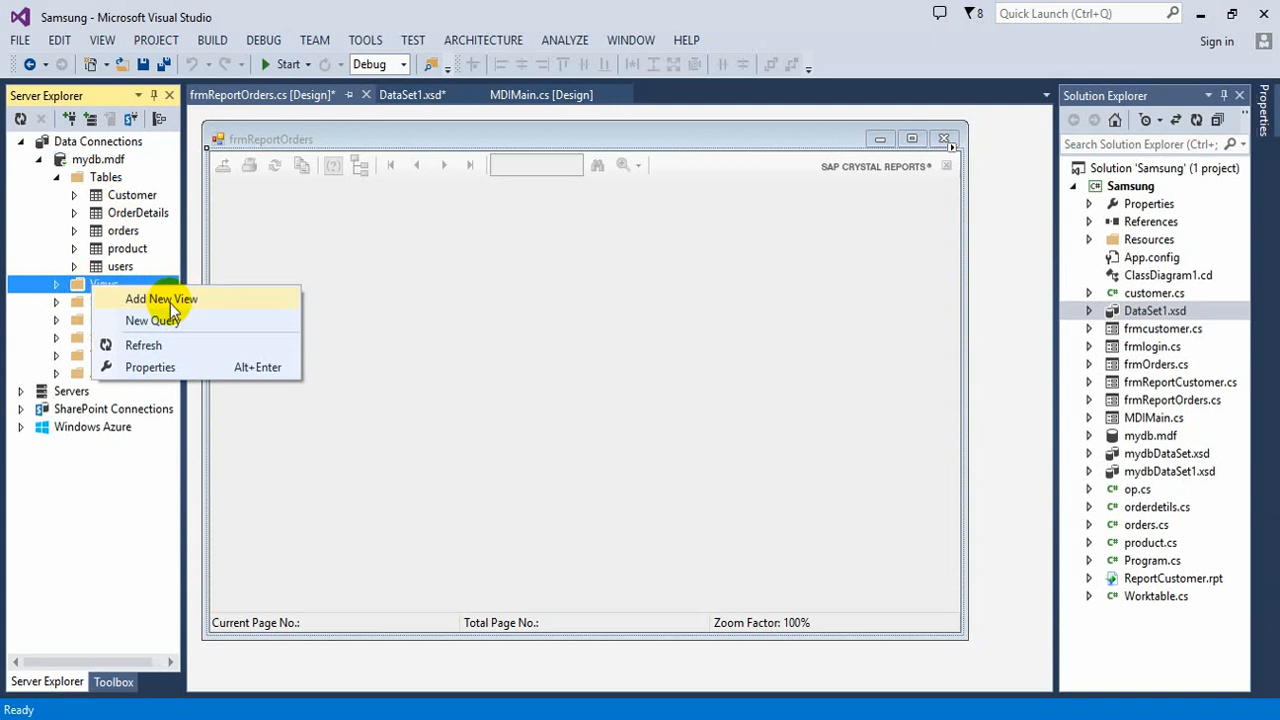 Samsung - Microsoft Visual Studio
8
Quick Launch (Ctrl+Q)
FILE EDIT VIEW PROJECT BUILD DEBUG TEAM TOOLS TEST ARCHITECTURE ANALYZE WINDOW HELP
Sign in
Start Debug
Server Explorer
frmReportOrders.cs [Design]* DataSet1.xsd* MDIMain.cs [Design]
Solution Explorer
Properties
Data Connections
mydb.mdf
Tables
Customer
OrderDetails
orders
product
users
Views
Servers
SharePoint Connections
Windows Azure
Add New View
New Query
Refresh
Properties Alt+Enter
frmReportOrders
SAP CRYSTAL REPORTS®
Current Page No.: Total Page No.: Zoom Factor: 100%
Search Solution Explorer (Ctrl+;
Solution 'Samsung' (1 project)
Samsung
Properties
References
Resources
App.config
ClassDiagram1.cd
customer.cs
DataSet1.xsd
frmcustomer.cs
frmlogin.cs
frmOrders.cs
frmReportCustomer.cs
frmReportOrders.cs
MDIMain.cs
mydb.mdf
mydbDataSet.xsd
mydbDataSet1.xsd
op.cs
orderdetils.cs
orders.cs
product.cs
Program.cs
ReportCustomer.rpt
Worktable.cs
Server Explorer Toolbox
Ready